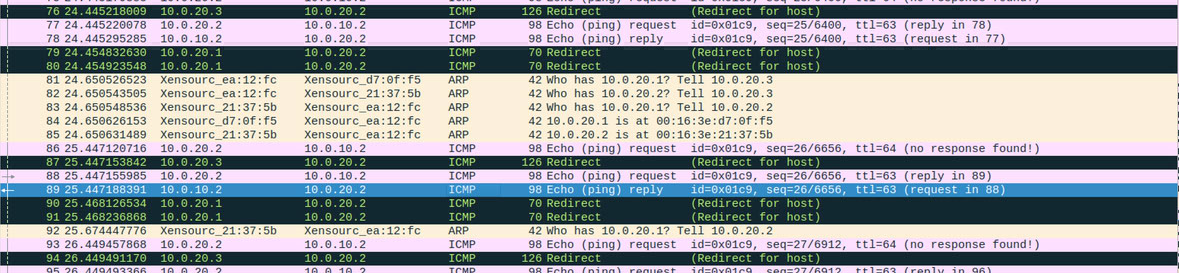 76 24.445218009 10.0.20.3 10.0.20.2 ICMP 126 Redirect (Redirect for host)
77 24.445220078 10.0.20.2 10.0.10.2 ICMP 98 Echo (ping) request id=0x01c9, seq=25/6400, ttl=63 (reply in 78)
78 24.445295285 10.0.10.2 10.0.20.2 ICMP 98 Echo (ping) reply id=0x01c9, seq=25/6400, ttl=63 (request in 77)
79 24.454832630 10.0.20.1 10.0.20.2 ICMP 70 Redirect (Redirect for host)
80 24.454923548 10.0.20.1 10.0.20.2 ICMP 70 Redirect (Redirect for host)
81 24.650526523 Xensourc_ea:12:fc Xensourc_d7:0f:f5 ARP 42 Who has 10.0.20.1? Tell 10.0.20.3
82 24.650543505 Xensourc_ea:12:fc Xensourc_21:37:5b ARP 42 Who has 10.0.20.2? Tell 10.0.20.3
83 24.650548536 Xensourc_21:37:5b Xensourc_ea:12:fc ARP 42 Who has 10.0.20.1? Tell 10.0.20.2
84 24.650626153 Xensourc_d7:0f:f5 Xensourc_ea:12:fc ARP 42 10.0.20.1 is at 00:16:3e:d7:0f:f5
85 24.650631489 Xensourc_21:37:5b Xensourc_ea:12:fc ARP 42 10.0.20.2 is at 00:16:3e:21:37:5b
86 25.447120716 10.0.20.2 10.0.10.2 ICMP 98 Echo (ping) request id=0x01c9, seq=26/6656, ttl=64 (no response found!)
87 25.447153842 10.0.20.3 10.0.20.2 ICMP 126 Redirect (Redirect for host)
88 25.447155985 10.0.20.2 10.0.10.2 ICMP 98 Echo (ping) request id=0x01c9, seq=26/6656, ttl=63 (reply in 89)
89 25.447188391 10.0.10.2 10.0.20.2 ICMP 98 Echo (ping) reply id=0x01c9, seq=26/6656, ttl=63 (request in 88)
90 25.468126534 10.0.20.1 10.0.20.2 ICMP 70 Redirect (Redirect for host)
91 25.468236868 10.0.20.1 10.0.20.2 ICMP 70 Redirect (Redirect for host)
92 25.674447776 Xensourc_21:37:5b Xensourc_ea:12:fc ARP 42 Who has 10.0.20.1? Tell 10.0.20.2
93 26.449457868 10.0.20.2 10.0.10.2 ICMP 98 Echo (ping) request id=0x01c9, seq=27/6912, ttl=64 (no response found!)
94 26.449491170 10.0.20.3 10.0.20.2 ICMP 126 Redirect (Redirect for host)
95 26.449493366 10.0.20.2 10.0.10.2 ICMP 98 Echo (ping) request id=0x01c9, seq=27/6912, ttl=63 (reply in 96)